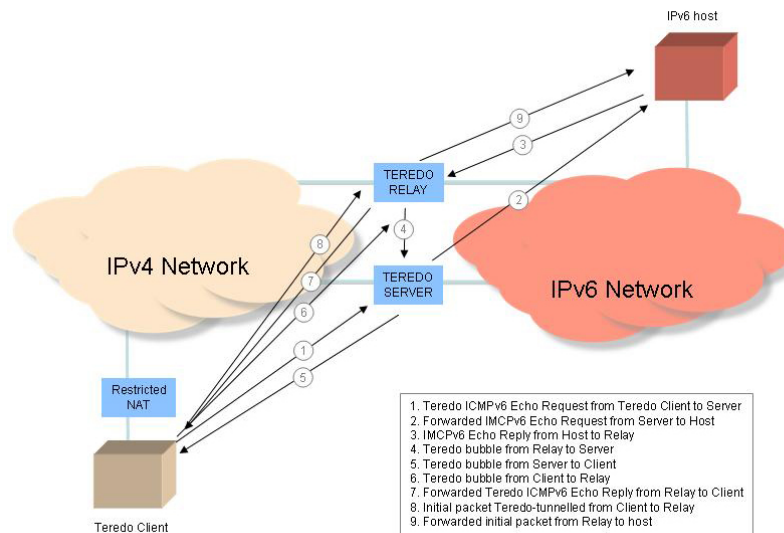 IPv6 host
9
3
TEREDO
RELAY
2
8
4
IPv4 Network
7
TEREDO
SERVER
IPv6 Network
6
1
5
Restricted
NAT
Teredo Client
1. Teredo ICMPv6 Echo Request from Teredo Client to Server
2. Forwarded IMCPv6 Echo Request from Server to Host
3. IMCPv6 Echo Reply from Host to Relay
4. Teredo bubble from Relay to Server
5. Teredo bubble from Server to Client
6. Teredo bubble from Client to Relay
7. Forwarded Teredo ICMPv6 Echo Reply from Relay to Client
8. Initial packet Teredo-tunnelled from Client to Relay
9. Forwarded initial packet from Relay to host